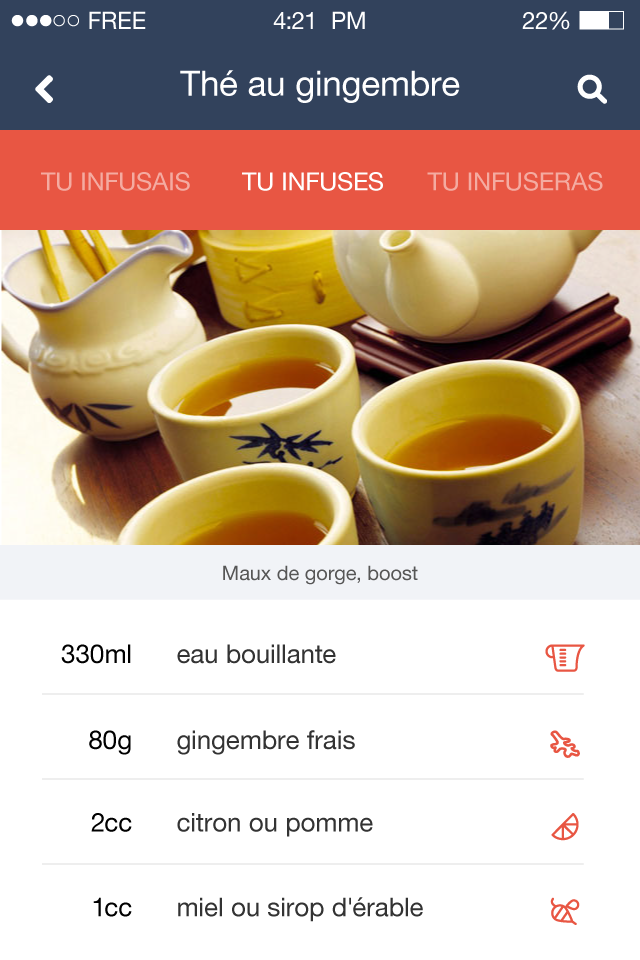 FREE 4:21 PM 22%
Thé au gingembre
TU INFUSAIS TU INFUSES TU INFUSERAS
Maux de gorge, boost
330ml eau bouillante
80g gingembre frais
2cc citron ou pomme
1cc miel ou sirop d'érable